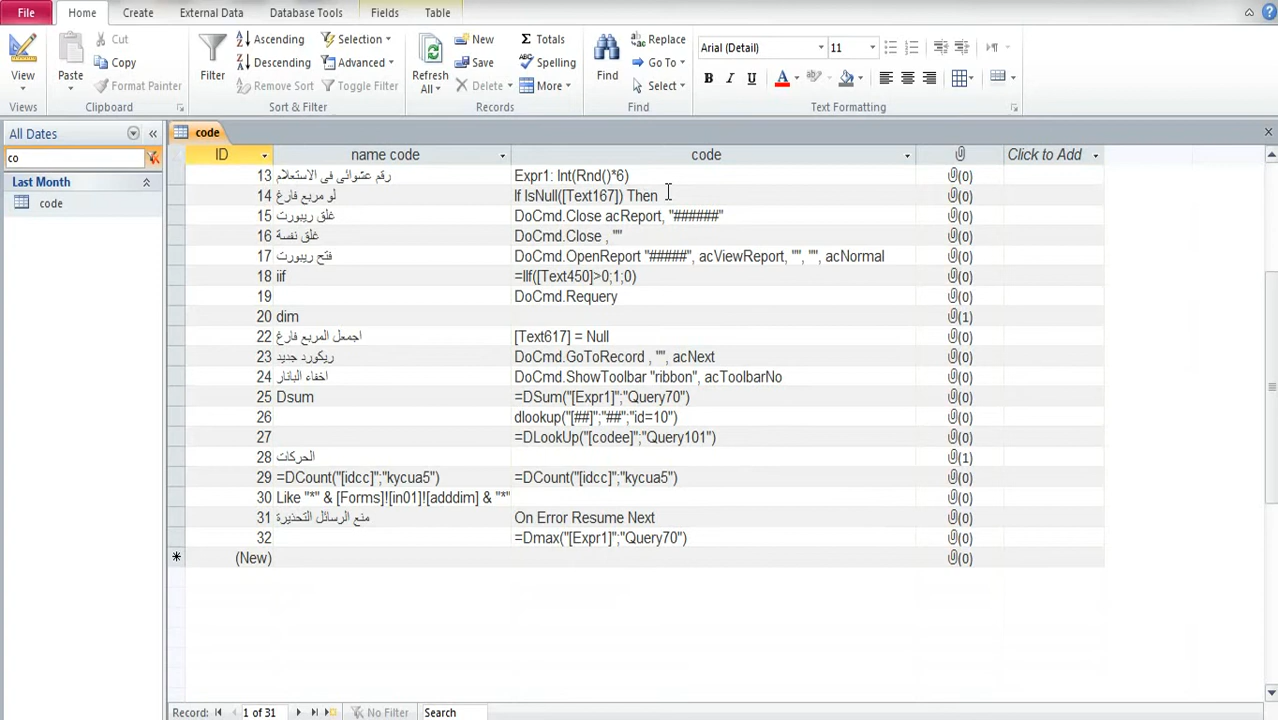 File Home Create External Data Database Tools Fields Table
View Paste Cut Copy Format Painter
Filter Ascending Descending Remove Sort Selection Advanced Toggle Filter
Refresh All New Save Delete Totals Spelling More
Find Replace Go To Select
Arial (Detail) 11
B I U A ab
Views Clipboard Sort & Filter Records Find Text Formatting
All Dates
co
Last Month
code
code
ID name code code Click to Add
13 رقم عشوائى فى الاستعلام Expr1: Int(Rnd()*6) (0)
14 لو مربع فارغ If IsNull([Text167]) Then (0)
15 غلق ريبورت DoCmd.Close acReport, "######" (0)
16 غلق نفسة DoCmd.Close , "" (0)
17 فتح ريبورت DoCmd.OpenReport "#####", acViewReport, "", "", acNormal (0)
18 iif =IIf([Text450]>0;1;0) (0)
19 DoCmd.Requery (0)
20 dim (1)
22 اجمعل المربع فارغ [Text617] = Null (0)
23 ريكورد جديد DoCmd.GoToRecord , "", acNext (0)
24 اخفاء البانار DoCmd.ShowToolbar "ribbon", acToolbarNo (0)
25 Dsum =DSum("[Expr1]";"Query70") (0)
26 dlookup("[##]";"##";"id=10") (0)
27 =DLookUp("[codee]";"Query101") (0)
28 الحركات (1)
29 =DCount("[idcc]";"kycua5") =DCount("[idcc]";"kycua5") (0)
30 Like "*" & [Forms]![in01]![adddim] & "*" (0)
31 منع الرسائل التحذيرة On Error Resume Next (0)
32 =Dmax("[Expr1]";"Query70") (0)
(New) (0)
Record: 1 of 31 No Filter Search